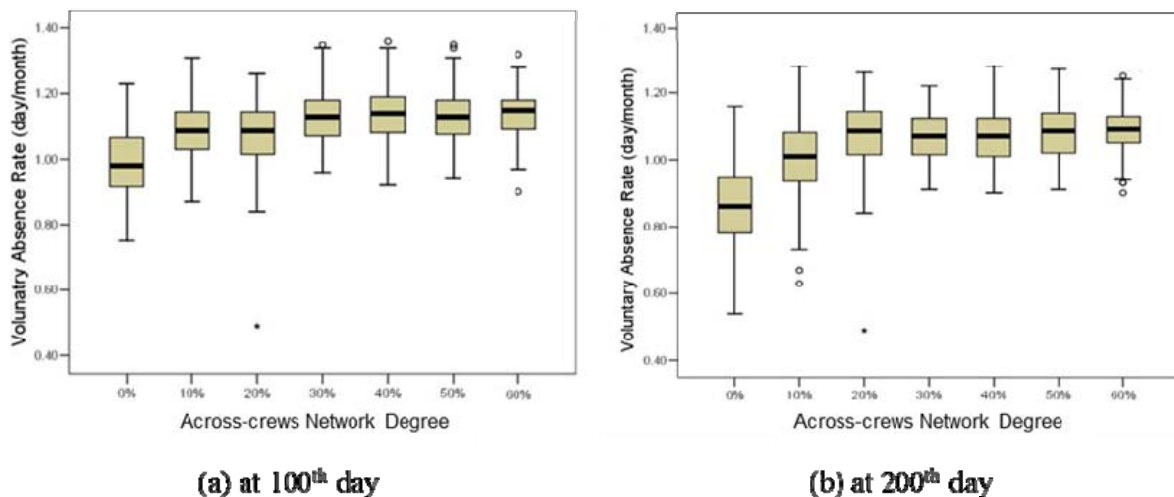 1.40
1.20
1.00
0.80
0.60
0.40
Volunatry Absence Rate (day/month)
0% 10% 20% 30% 40% 50% 60%
Across-crews Network Degree
(a) at 100th day
1.40
1.20
1.00
0.80
0.60
0.40
Voluntary Absence Rate (day/month)
0% 10% 20% 30% 40% 50% 60%
Across-crews Network Degree
(b) at 200th day